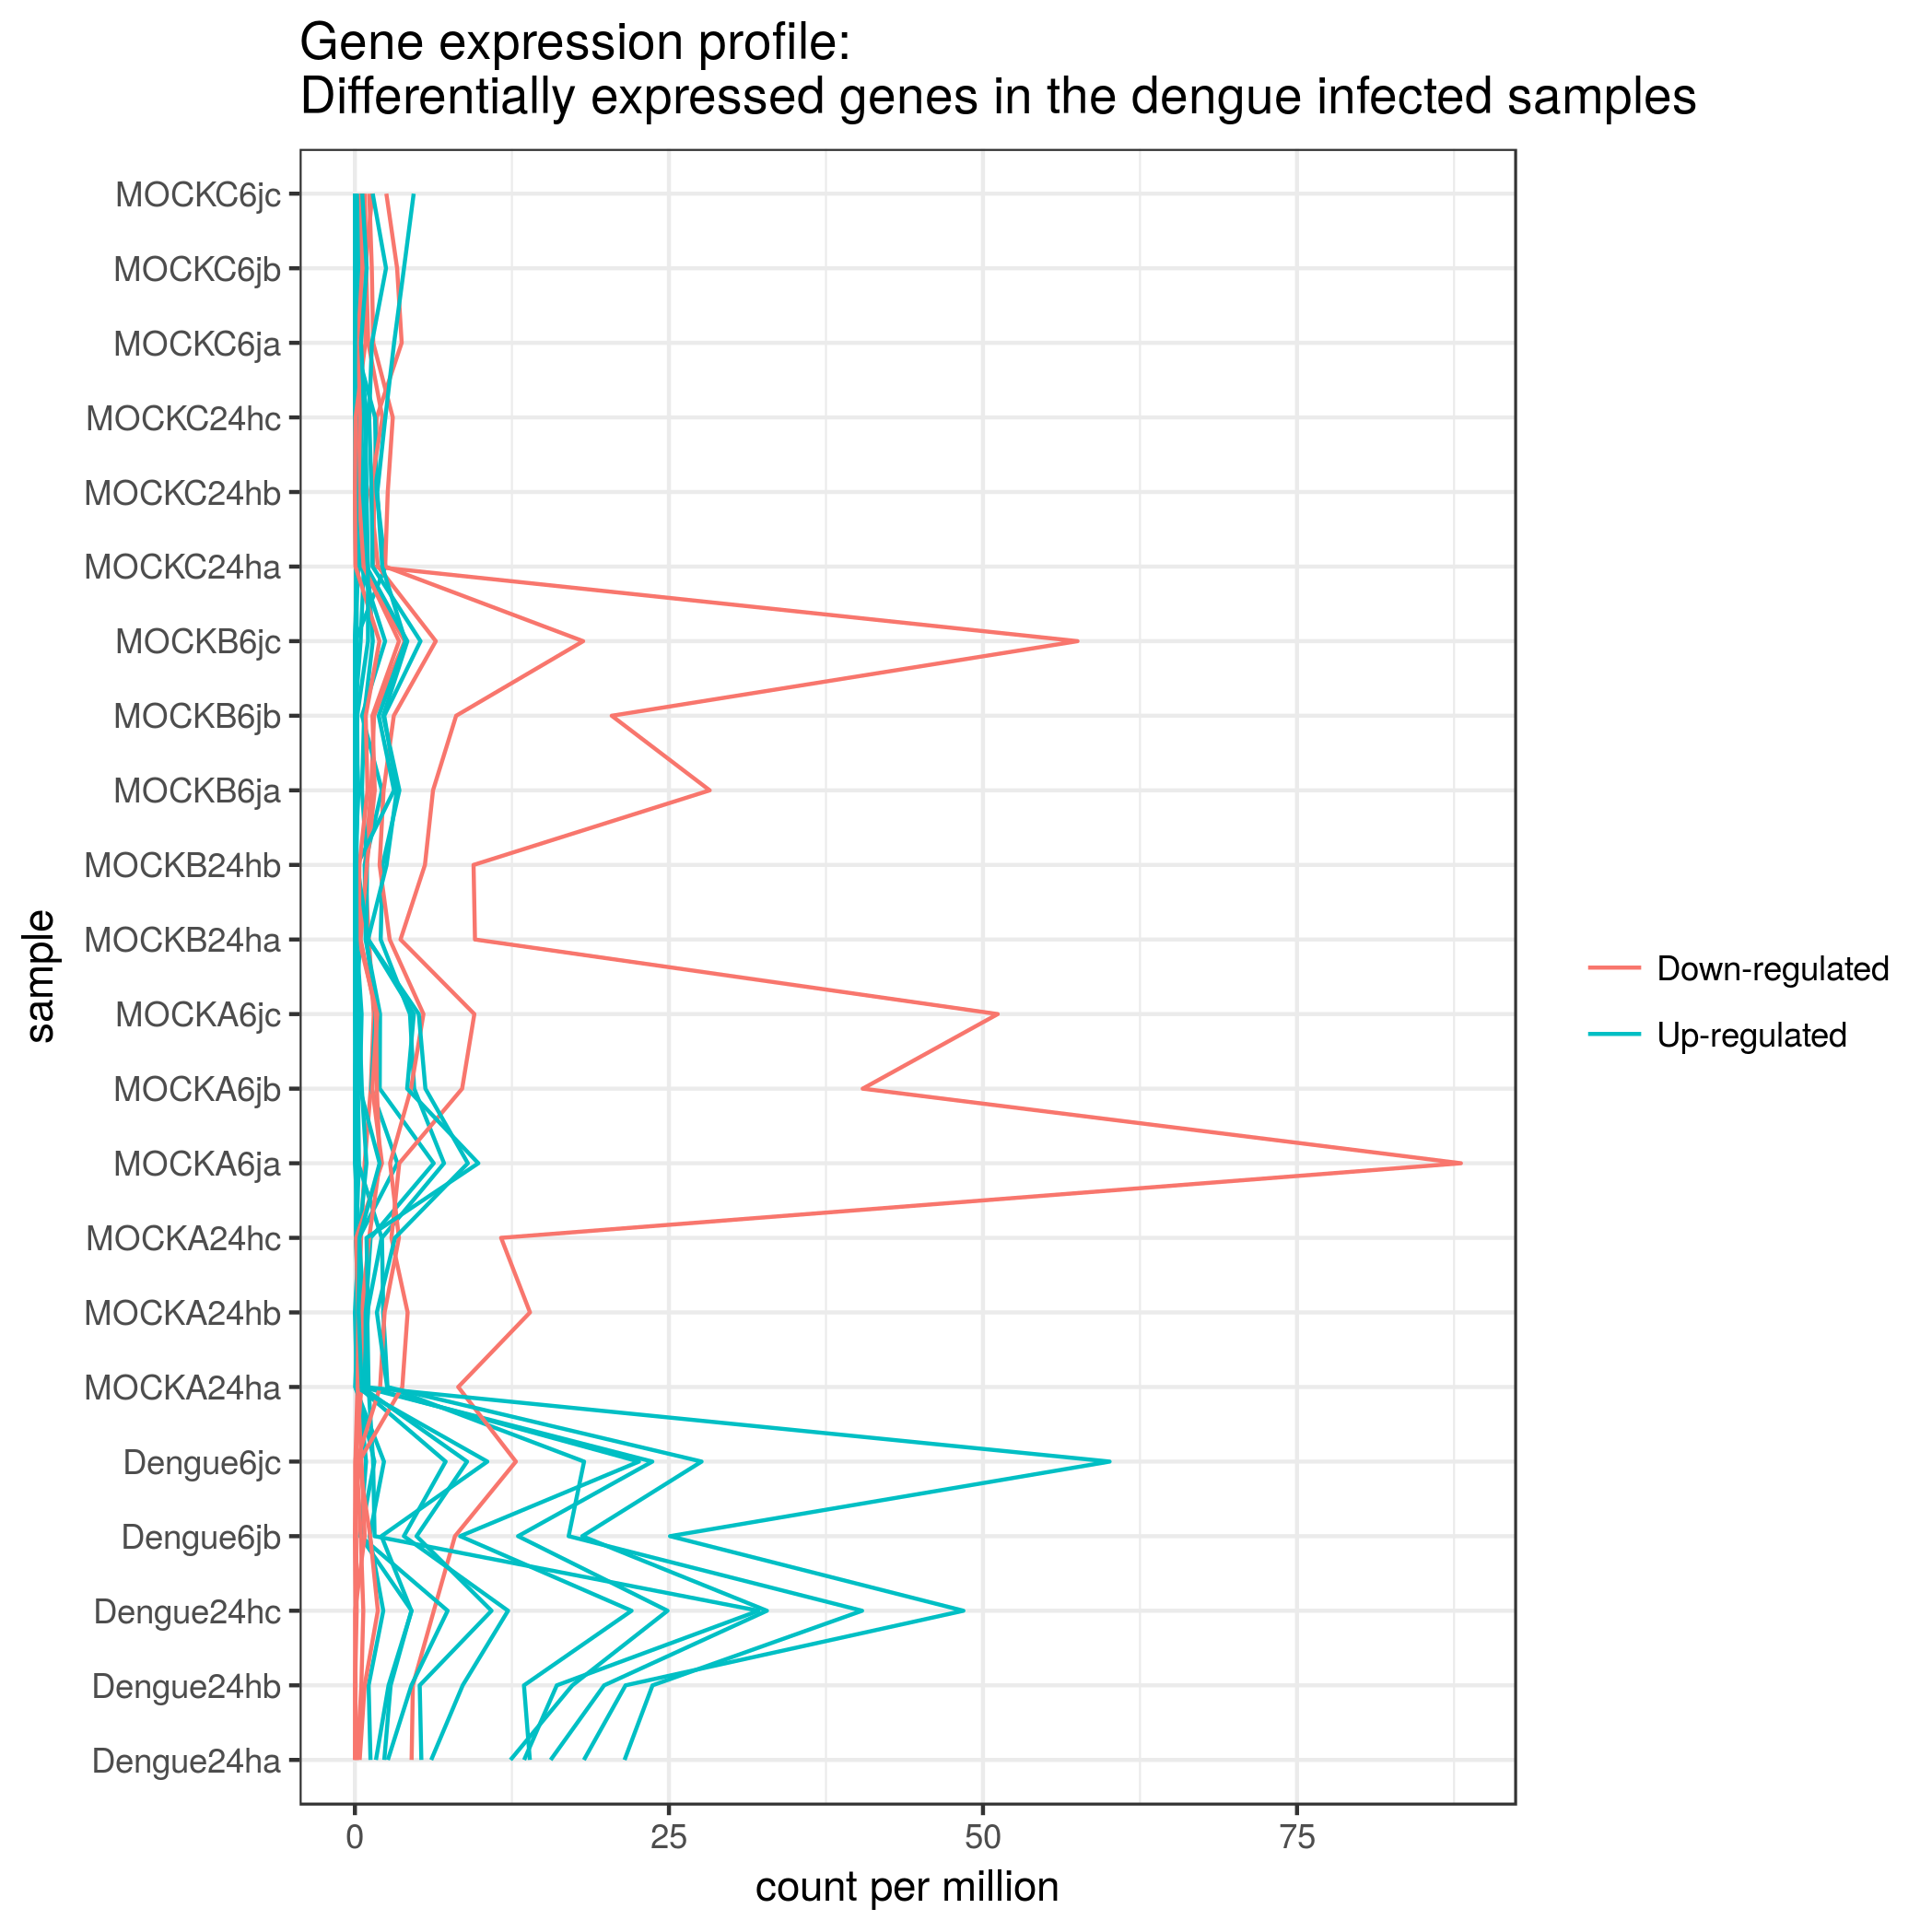 Gene expression profile:
Differentially expressed genes in the dengue infected samples
MOCKC6jc
MOCKC6jb
MOCKC6ja
MOCKC24hc
MOCKC24hb
MOCKC24ha
MOCKB6jc
MOCKB6jb
MOCKB6ja
MOCKB24hb
MOCKB24ha
MOCKA6jc
MOCKA6jb
MOCKA6ja
MOCKA24hc
MOCKA24hb
MOCKA24ha
Dengue6jc
Dengue6jb
Dengue24hc
Dengue24hb
Dengue24ha
sample
0 25 50 75
count per million
Down-regulated
Up-regulated